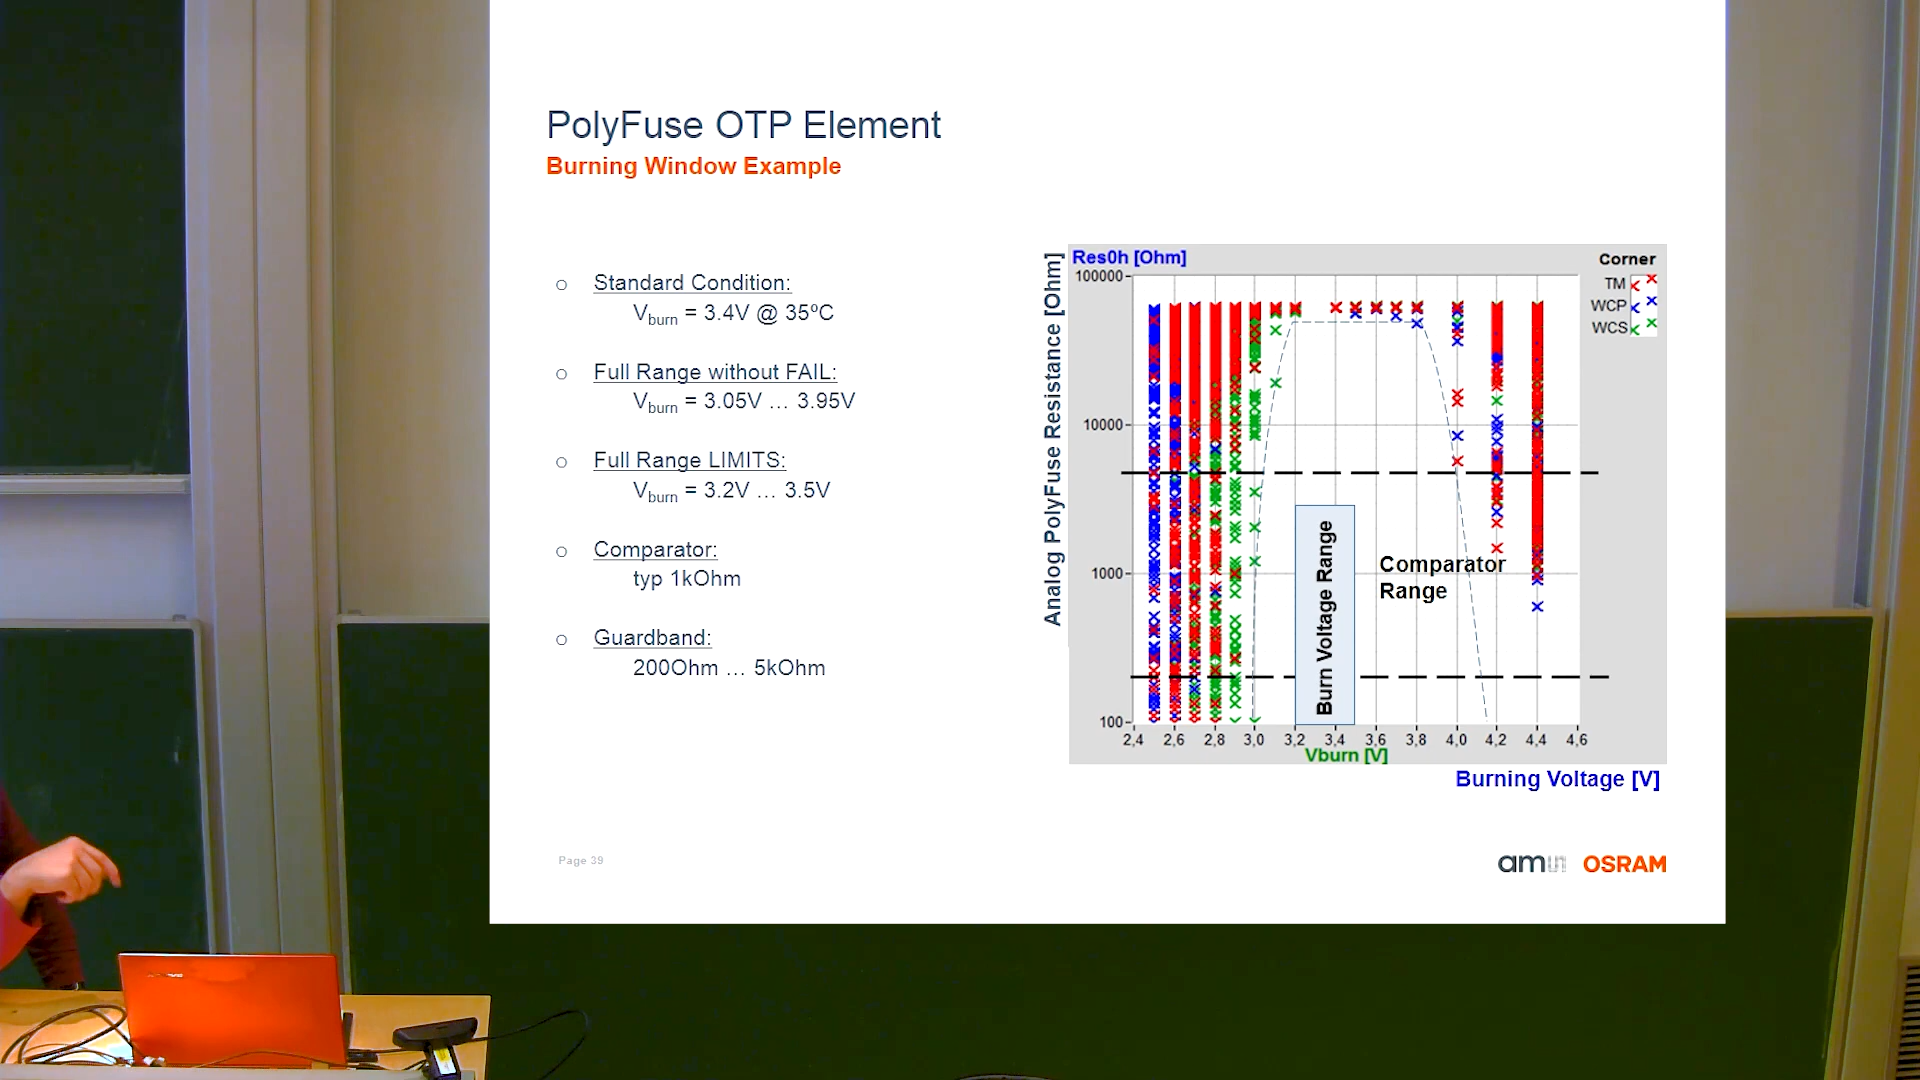 PolyFuse OTP Element
Burning Window Example
Standard Condition:
Vburn = 3.4V @ 35ºC
Full Range without FAIL:
Vburn = 3.05V … 3.95V
Full Range LIMITS:
Vburn = 3.2V … 3.5V
Comparator:
typ 1kOhm
Guardband:
200Ohm … 5kOhm
Analog PolyFuse Resistance [Ohm]
Res0h [Ohm]
100000
10000
1000
100
2,4 2,6 2,8 3,0 3,2 3,4 3,6 3,8 4,0 4,2 4,4 4,6
Vburn [V]
Burn Voltage Range
Comparator
Range
Corner
TM
WCP
WCS
Burning Voltage [V]
Page 39
am OSRAM